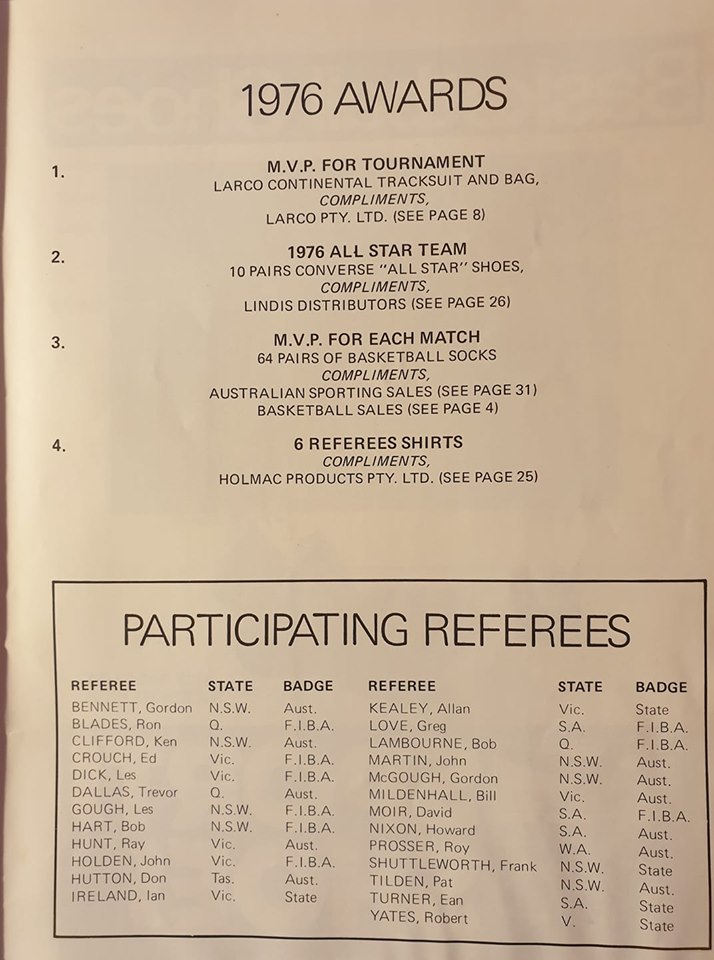 1976 AWARDS
1.
M.V.P. FOR TOURNAMENT
LARCO CONTINENTAL TRACKSUIT AND BAG,
COMPLIMENTS,
LARCO PTY. LTD. (SEE PAGE 8)
2.
1976 ALL STAR TEAM
10 PAIRS CONVERSE "ALL STAR" SHOES,
COMPLIMENTS,
LINDIS DISTRIBUTORS (SEE PAGE 26)
3.
M.V.P. FOR EACH MATCH
64 PAIRS OF BASKETBALL SOCKS
COMPLIMENTS,
AUSTRALIAN SPORTING SALES (SEE PAGE 31)
BASKETBALL SALES (SEE PAGE 4)
4.
6 REFEREES SHIRTS
COMPLIMENTS,
HOLMAC PRODUCTS PTY. LTD. (SEE PAGE 25)
PARTICIPATING REFEREES
REFEREE STATE BADGE
BENNETT, Gordon N.S.W. Aust.
BLADES, Ron Q. F.I.B.A.
CLIFFORD, Ken N.S.W. Aust.
CROUCH, Ed Vic. F.I.B.A.
DICK, Les Vic. F.I.B.A.
DALLAS, Trevor Q. Aust.
GOUGH, Les N.S.W. F.I.B.A.
HART, Bob N.S.W. F.I.B.A.
HUNT, Ray Vic. Aust.
HOLDEN, John Vic. F.I.B.A.
HUTTON, Don Tas. Aust.
IRELAND, Ian Vic. State
REFEREE STATE BADGE
KEALEY, Allan Vic. State
LOVE, Greg S.A. F.I.B.A.
LAMBOURNE, Bob Q. F.I.B.A.
MARTIN, John N.S.W. Aust.
McGOUGH, Gordon N.S.W. Aust.
MILDENHALL, Bill Vic. Aust.
MOIR, David S.A. F.I.B.A.
NIXON, Howard S.A. Aust.
PROSSER, Roy W.A. Aust.
SHUTTLEWORTH, Frank N.S.W. State
TILDEN, Pat N.S.W. Aust.
TURNER, Ean S.A. State
YATES, Robert V. State